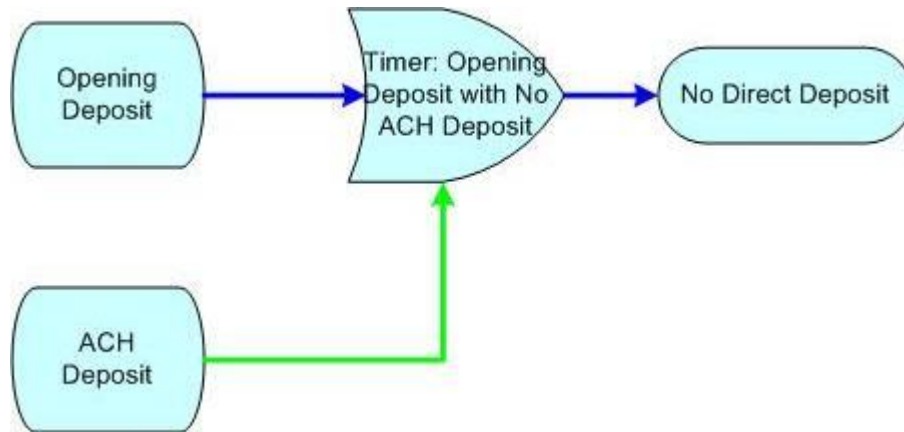 Opening
Deposit
Timer: Opening
Deposit with No
ACH Deposit
No Direct Deposit
ACH
Deposit